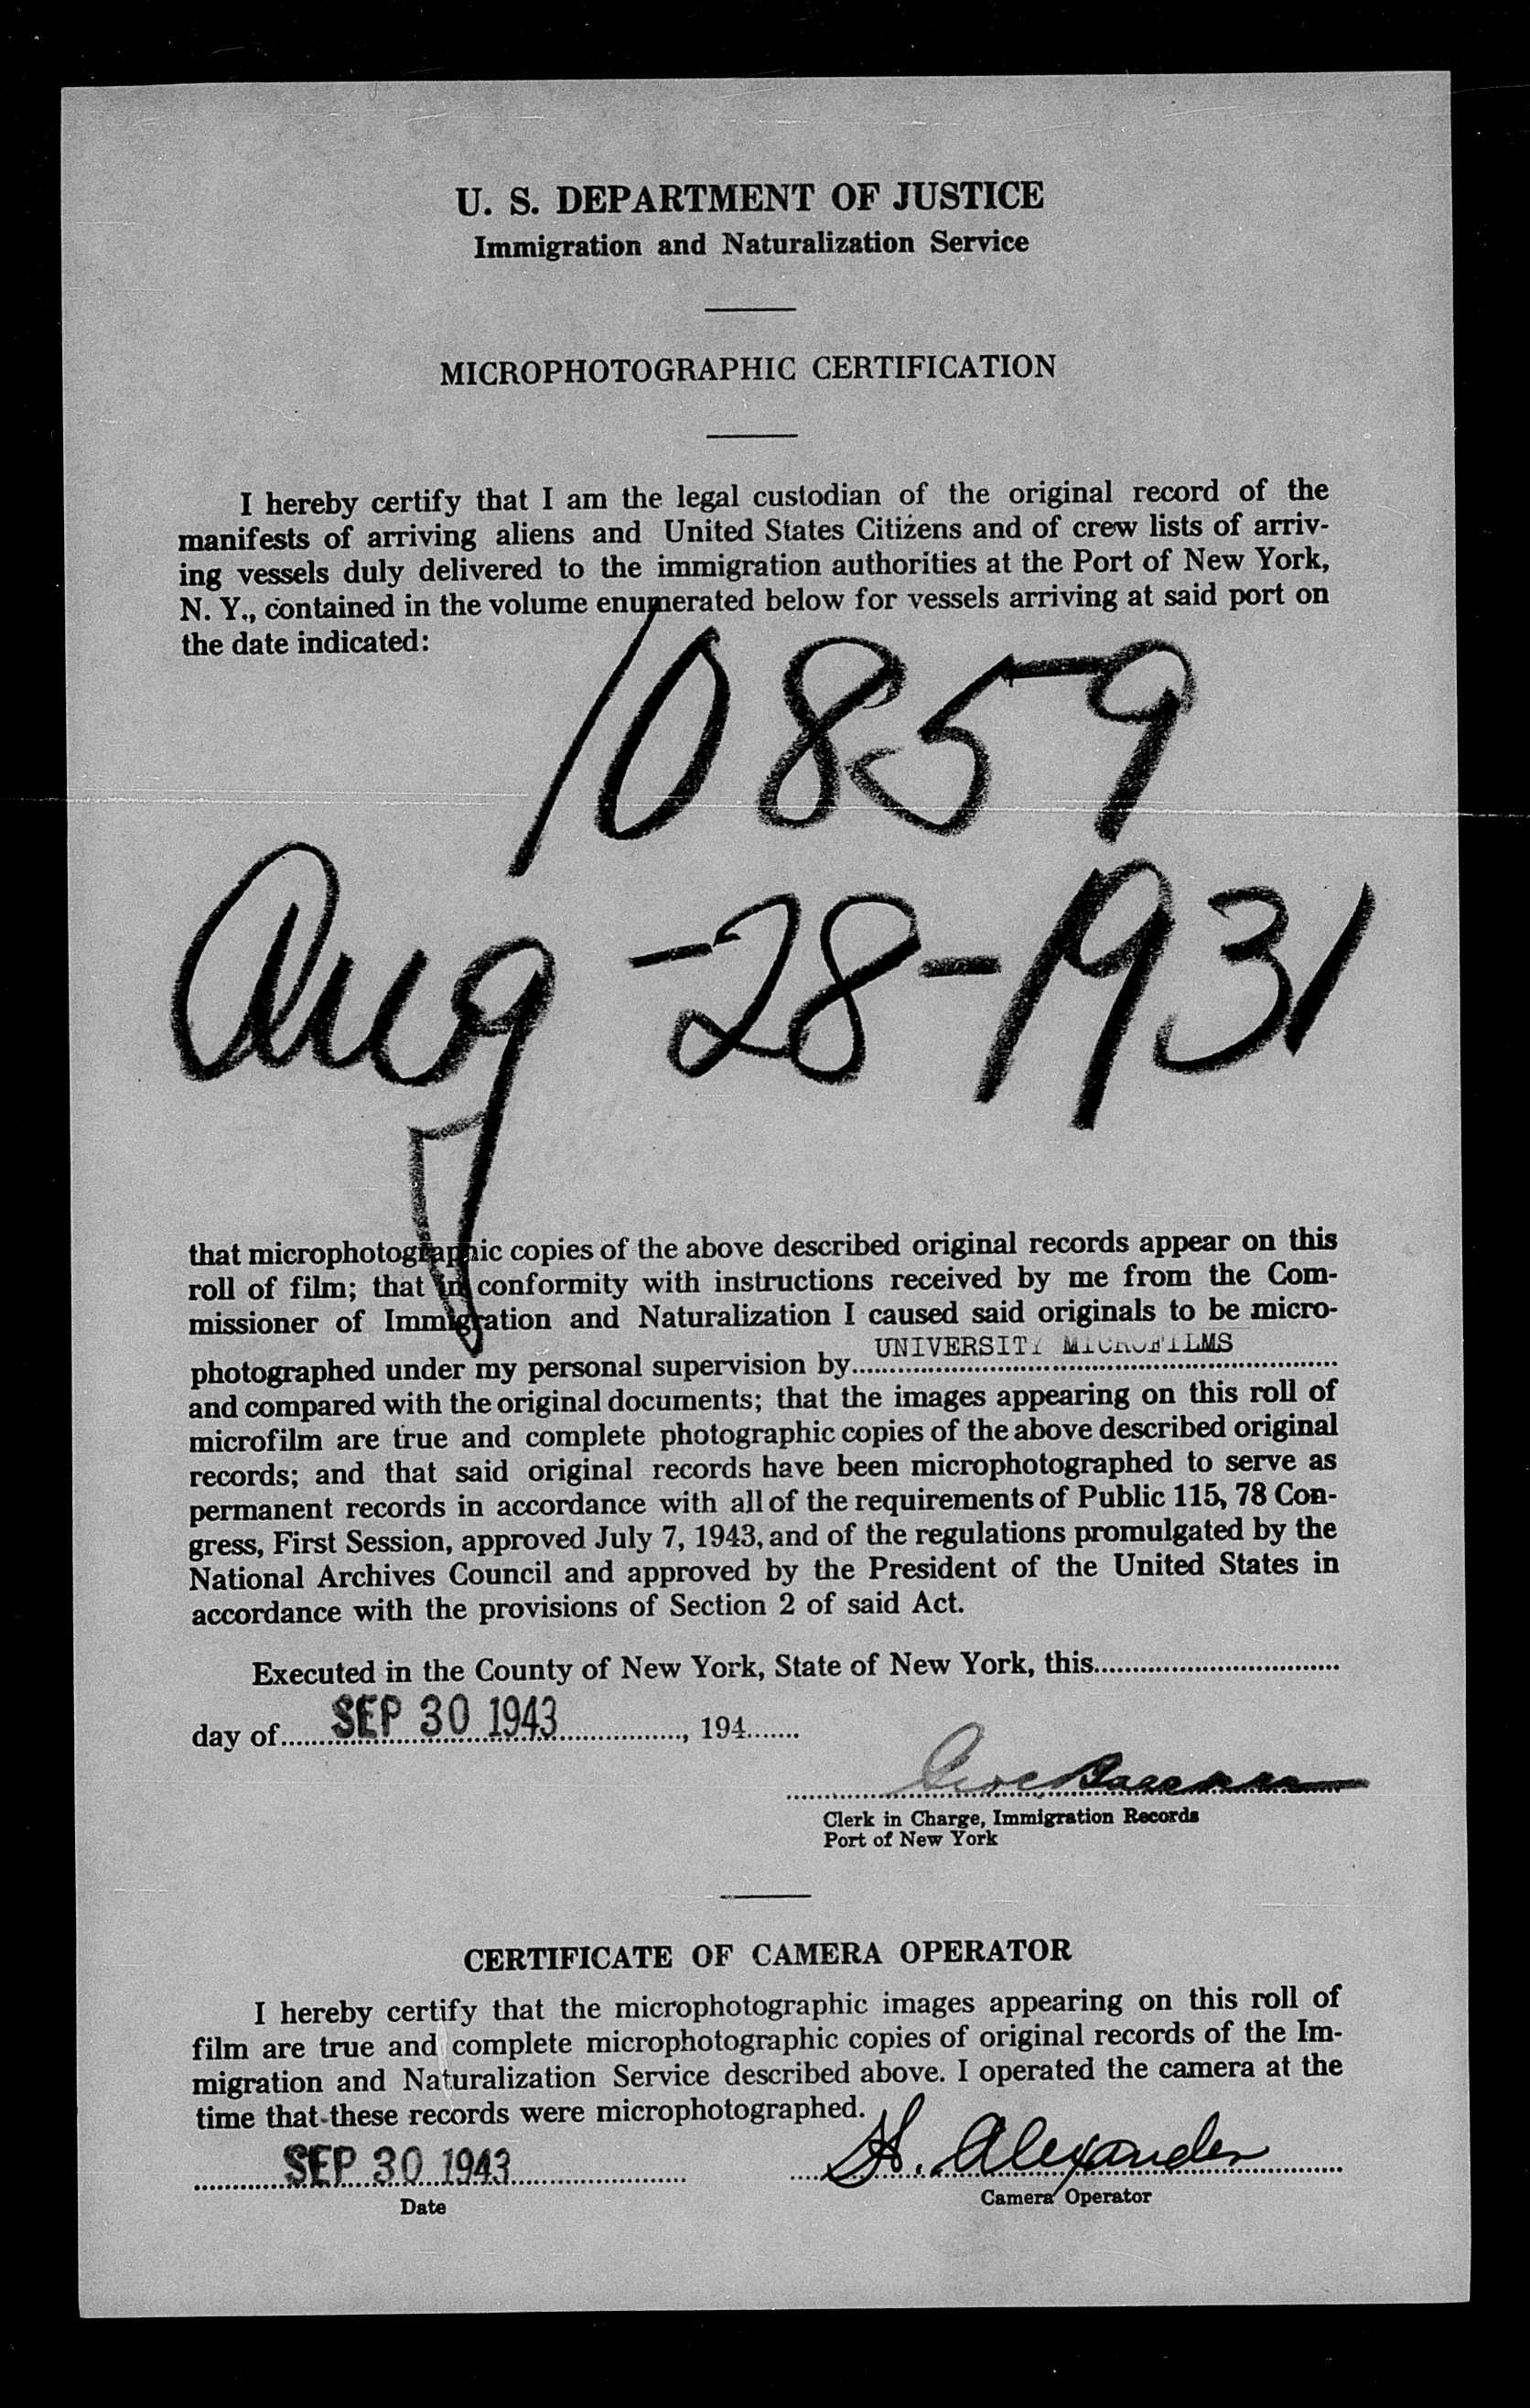 U. S. DEPARTMENT OF JUSTICE
Immigration and Naturalization Service
MICROPHOTOGRAPHIC CERTIFICATION
I hereby certify that I am the legal custodian of the original record of the
manifests of arriving aliens and United States Citizens and of crew lists of arriv-
ing vessels duly delivered to the immigration authorities at the Port of New York,
N. Y., contained in the volume enumerated below for vessels arriving at said port on
the date indicated:
10859
Aug -28-1931
that microphotographic copies of the above described original records appear on this
roll of film; that in conformity with instructions received by me from the Com-
missioner of Immigration and Naturalization I caused said originals to be micro-
photographed under my personal supervision by UNIVERSITY MICROFILMS
and compared with the original documents; that the images appearing on this roll of
microfilm are true and complete photographic copies of the above described original
records; and that said original records have been microphotographed to serve as
permanent records in accordance with all of the requirements of Public 115, 78 Con-
gress, First Session, approved July 7, 1943, and of the regulations promulgated by the
National Archives Council and approved by the President of the United States in
accordance with the provisions of Section 2 of said Act.
Executed in the County of New York, State of New York, this
day of SEP 30 1943, 194
Clerk in Charge, Immigration Records
Port of New York
CERTIFICATE OF CAMERA OPERATOR
I hereby certify that the microphotographic images appearing on this roll of
film are true and complete microphotographic copies of original records of the Im-
migration and Naturalization Service described above. I operated the camera at the
time that these records were microphotographed.
SEP 30 1943 H. Alexander
Date Camera Operator